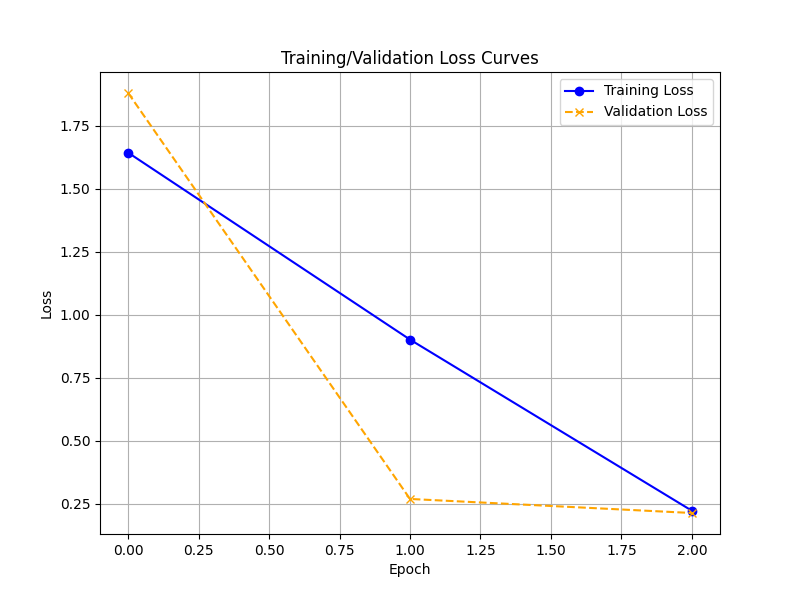 Training/Validation Loss Curves
Training Loss
Validation Loss
1.75
1.50
1.25
1.00
0.75
0.50
0.25
Loss
0.00 0.25 0.50 0.75 1.00 1.25 1.50 1.75 2.00
Epoch